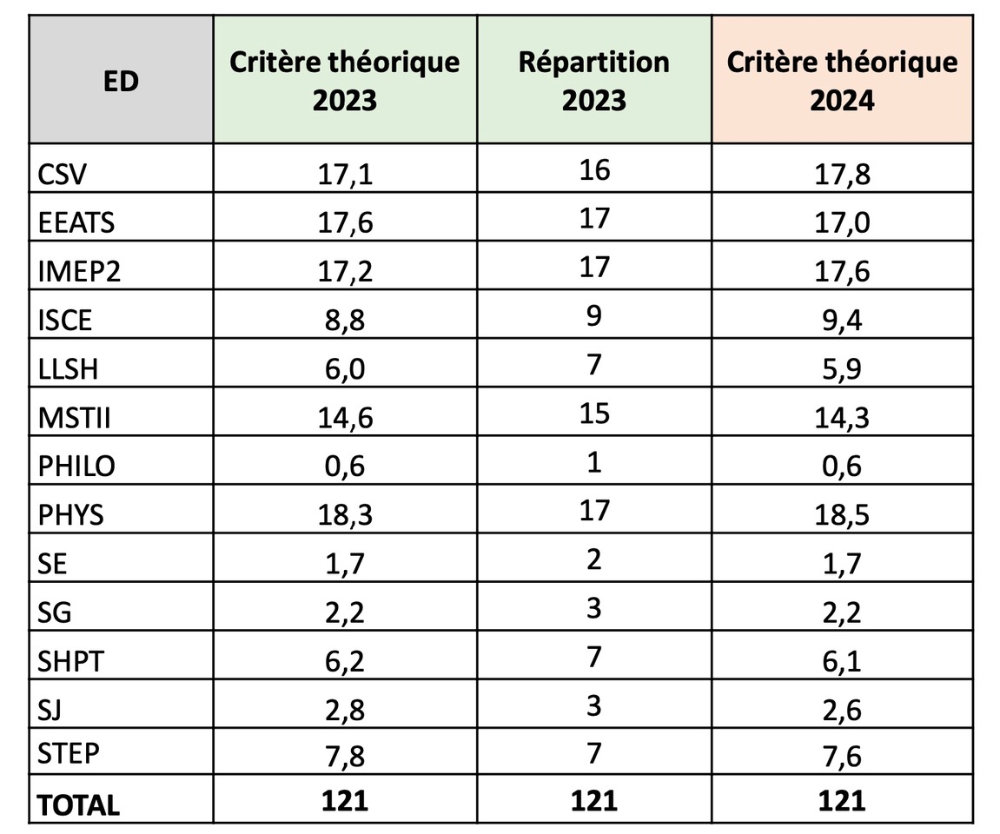 ED Critère théorique 2023 Répartition 2023 Critère théorique 2024
CSV 17,1 16 17,8
EEATS 17,6 17 17,0
IMEP2 17,2 17 17,6
ISCE 8,8 9 9,4
LLSH 6,0 7 5,9
MSTII 14,6 15 14,3
PHILO 0,6 1 0,6
PHYS 18,3 17 18,5
SE 1,7 2 1,7
SG 2,2 3 2,2
SHPT 6,2 7 6,1
SJ 2,8 3 2,6
STEP 7,8 7 7,6
TOTAL 121 121 121